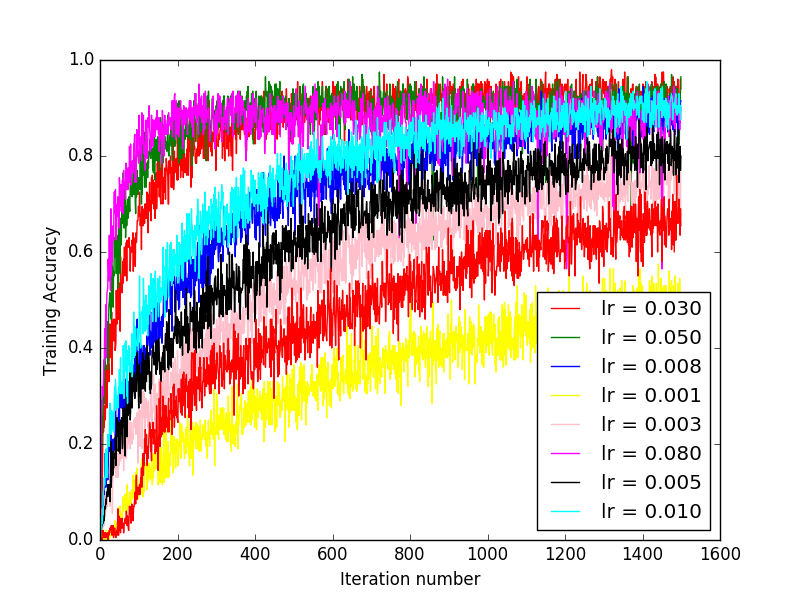 1.0
0.8
0.6
0.4
0.2
0.0
Training Accuracy
0 200 400 600 800 1000 1200 1400 1600
Iteration number
lr = 0.030
lr = 0.050
lr = 0.008
lr = 0.001
lr = 0.003
lr = 0.080
lr = 0.005
lr = 0.010